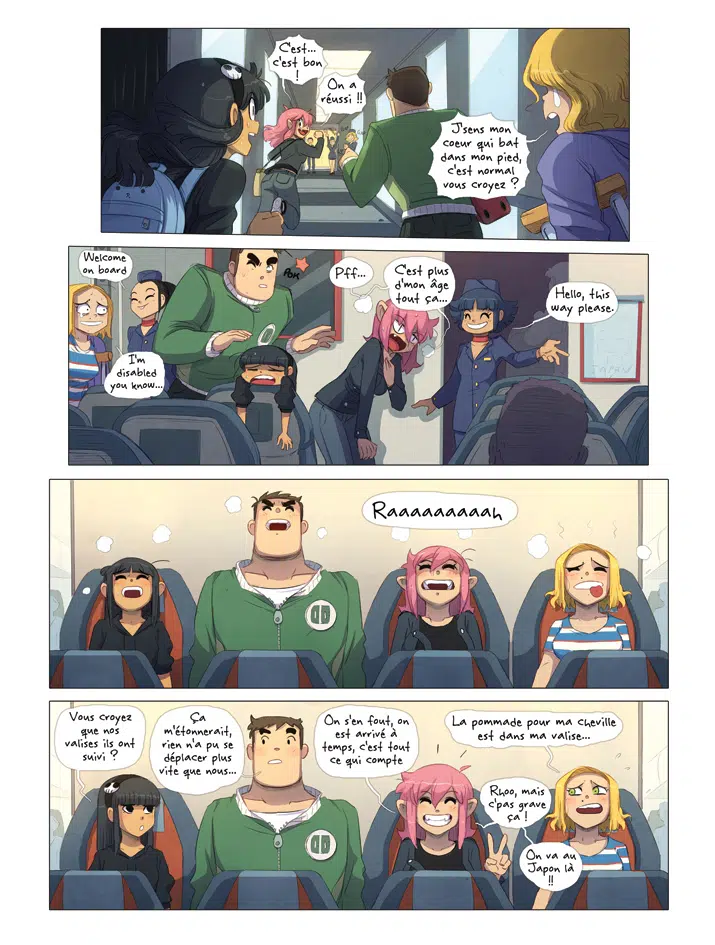 C'est...
c'est bon
!
On a
réussi !!
J'sens mon
coeur qui bat
dans mon pied,
c'est normal
vous croyez ?
Welcome
on board
I'm
disabled
you know...
Pok
Pff...
C'est plus
d'mon âge
tout ça...
Hello, this
way please.
Raaaaaaaaah
Vous croyez
que nos
valises ils ont
suivi ?
Ça
m'étonnerait,
rien n'a pu se
déplacer plus
vite que nous...
On s'en fout, on
est arrivé à
temps, c'est tout
ce qui compte
La pommade pour ma cheville
est dans ma valise...
Rhoo, mais
c'pas grave
ça !
On va au
Japon là
!!